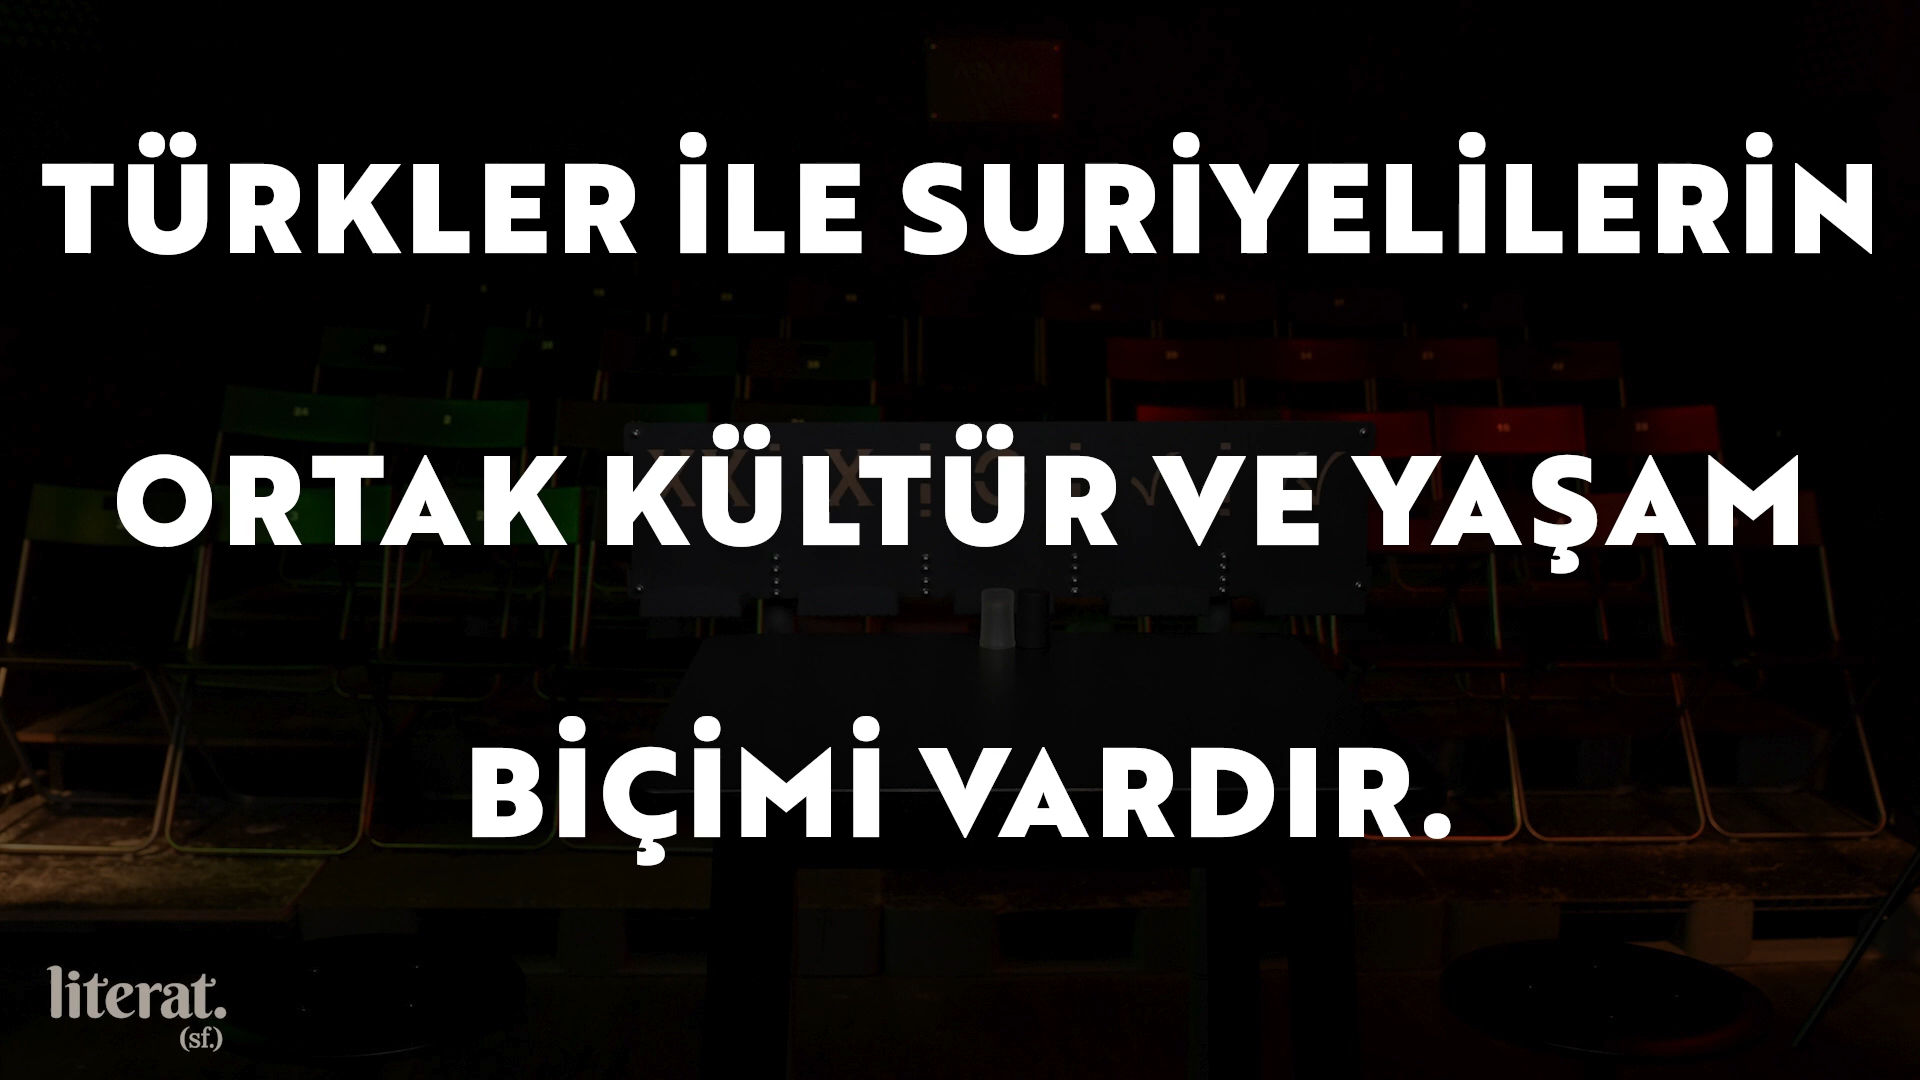 TÜRKLER İLE SURİYELİLERİN
ORTAK KÜLTÜR VE YAŞAM
BİÇİMİ VARDIR.
literat.
(sf.)